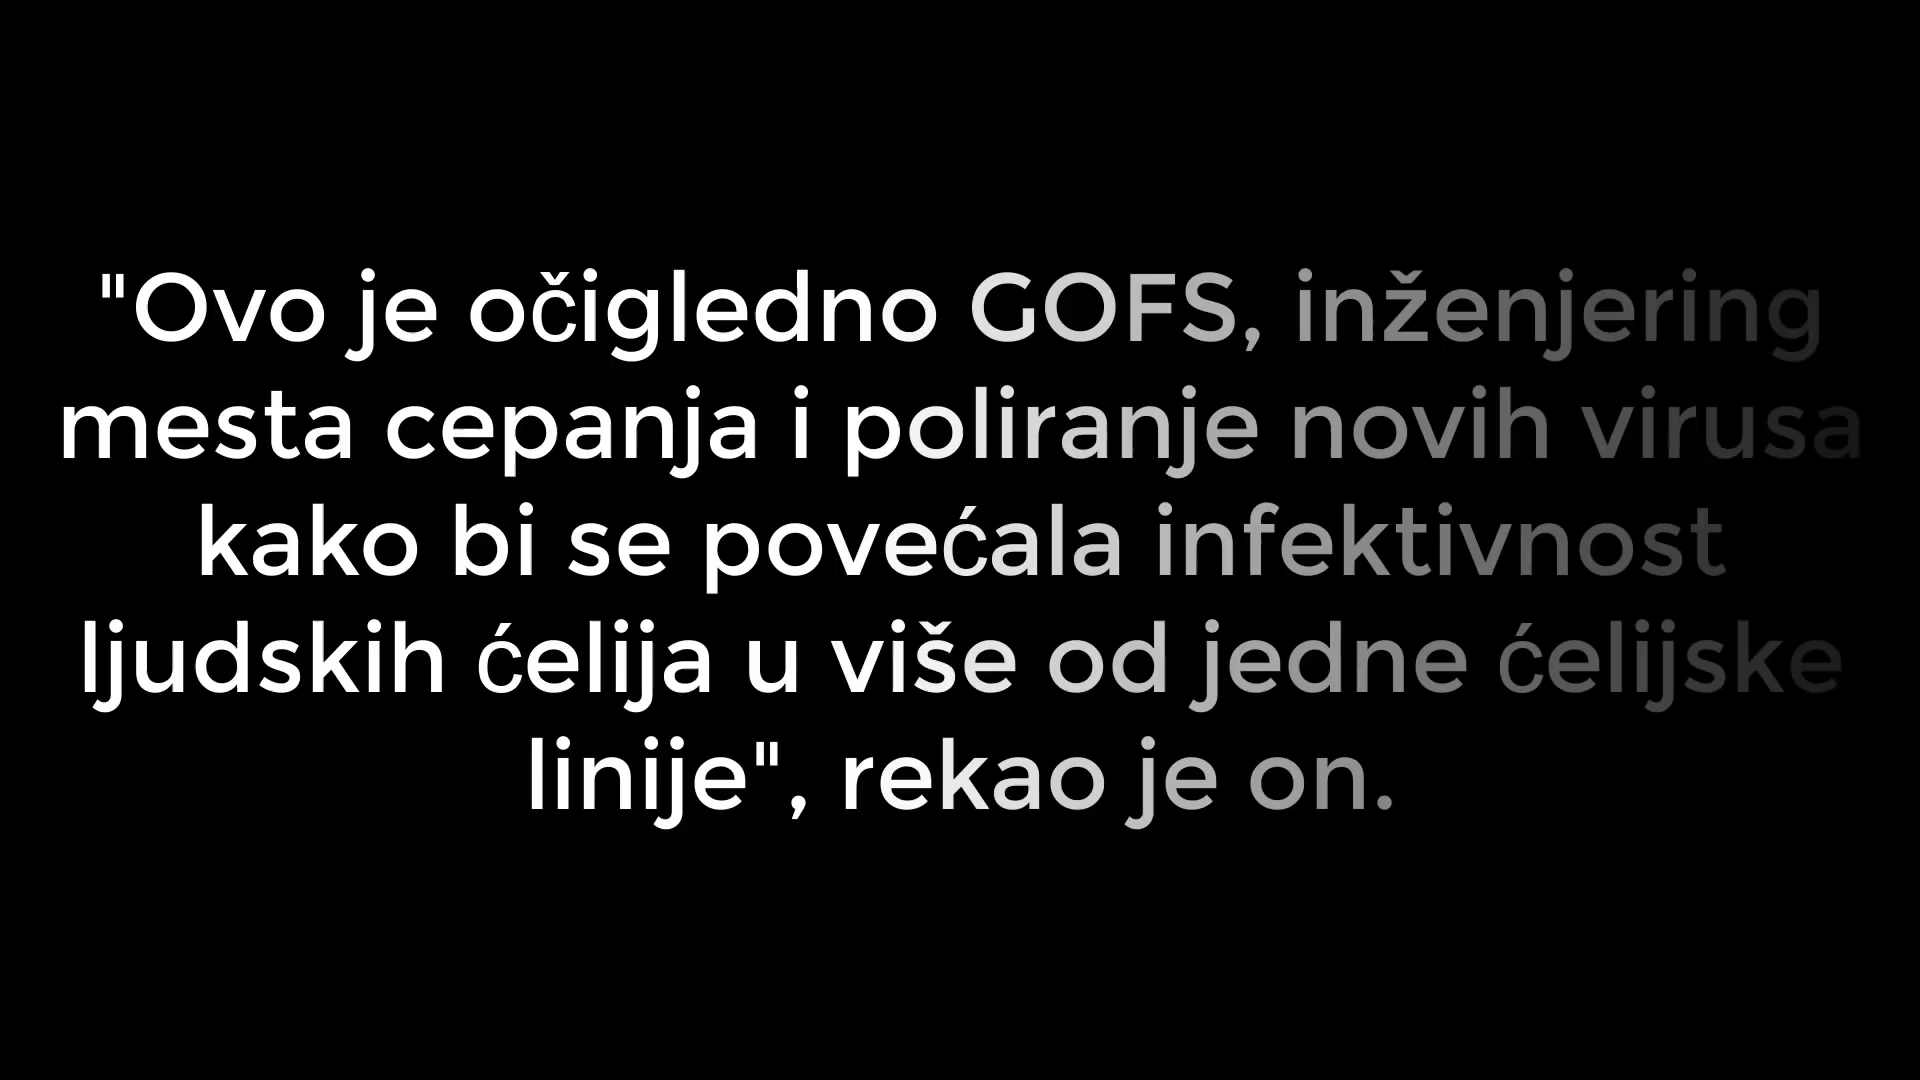 "Ovo je očigledno GOFS, inženjering
mesta cepanja i poliranje novih virusa
kako bi se povećala infektivnost
ljudskih ćelija u više od jedne ćelijske
linije", rekao je on.